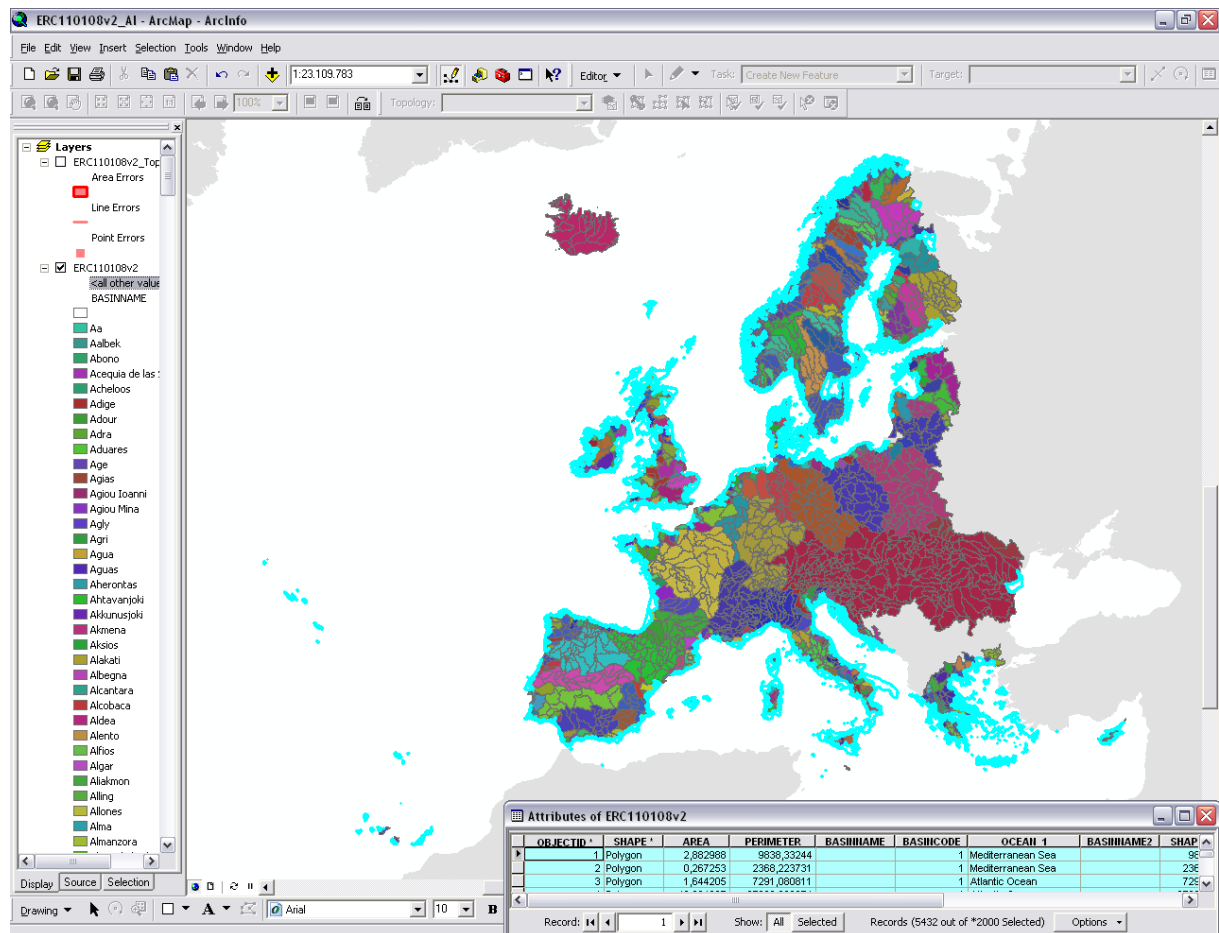 ERC110108v2_AI - ArcMap - ArcInfo
File Edit View Insert Selection Tools Window Help
1:23.109.783 Editor Task: Create New Feature Target:
100% Topology:
Layers
ERC110108v2_Top
Area Errors
Line Errors
Point Errors
ERC110108v2
<all other value
BASINNAME
Aa
Aalbek
Abono
Acequia de las
Acheloos
Adige
Adour
Adra
Aduares
Age
Agias
Agiou Ioanni
Agiou Mina
Agly
Agri
Agua
Aguas
Aherontas
Ahtavanjoki
Akkunusjoki
Akmena
Aksios
Alakati
Albegna
Alcantara
Alcobaca
Aldea
Alento
Alfios
Algar
Aliakmon
Alling
Allones
Alma
Almanzora
Display Source Selection
Drawing A Arial 10 B
Attributes of ERC110108v2
OBJECTID * SHAPE * AREA PERIMETER BASINNAME BASINCODE OCEAN_1 BASINNAME2 SHAP
1 Polygon 2,882988 9838,33244 1 Mediterranean Sea 98
2 Polygon 0,267253 2368,223731 1 Mediterranean Sea 236
3 Polygon 1,644205 7291,080811 1 Atlantic Ocean 729
Record: 1 Show: All Selected Records (5432 out of *2000 Selected) Options